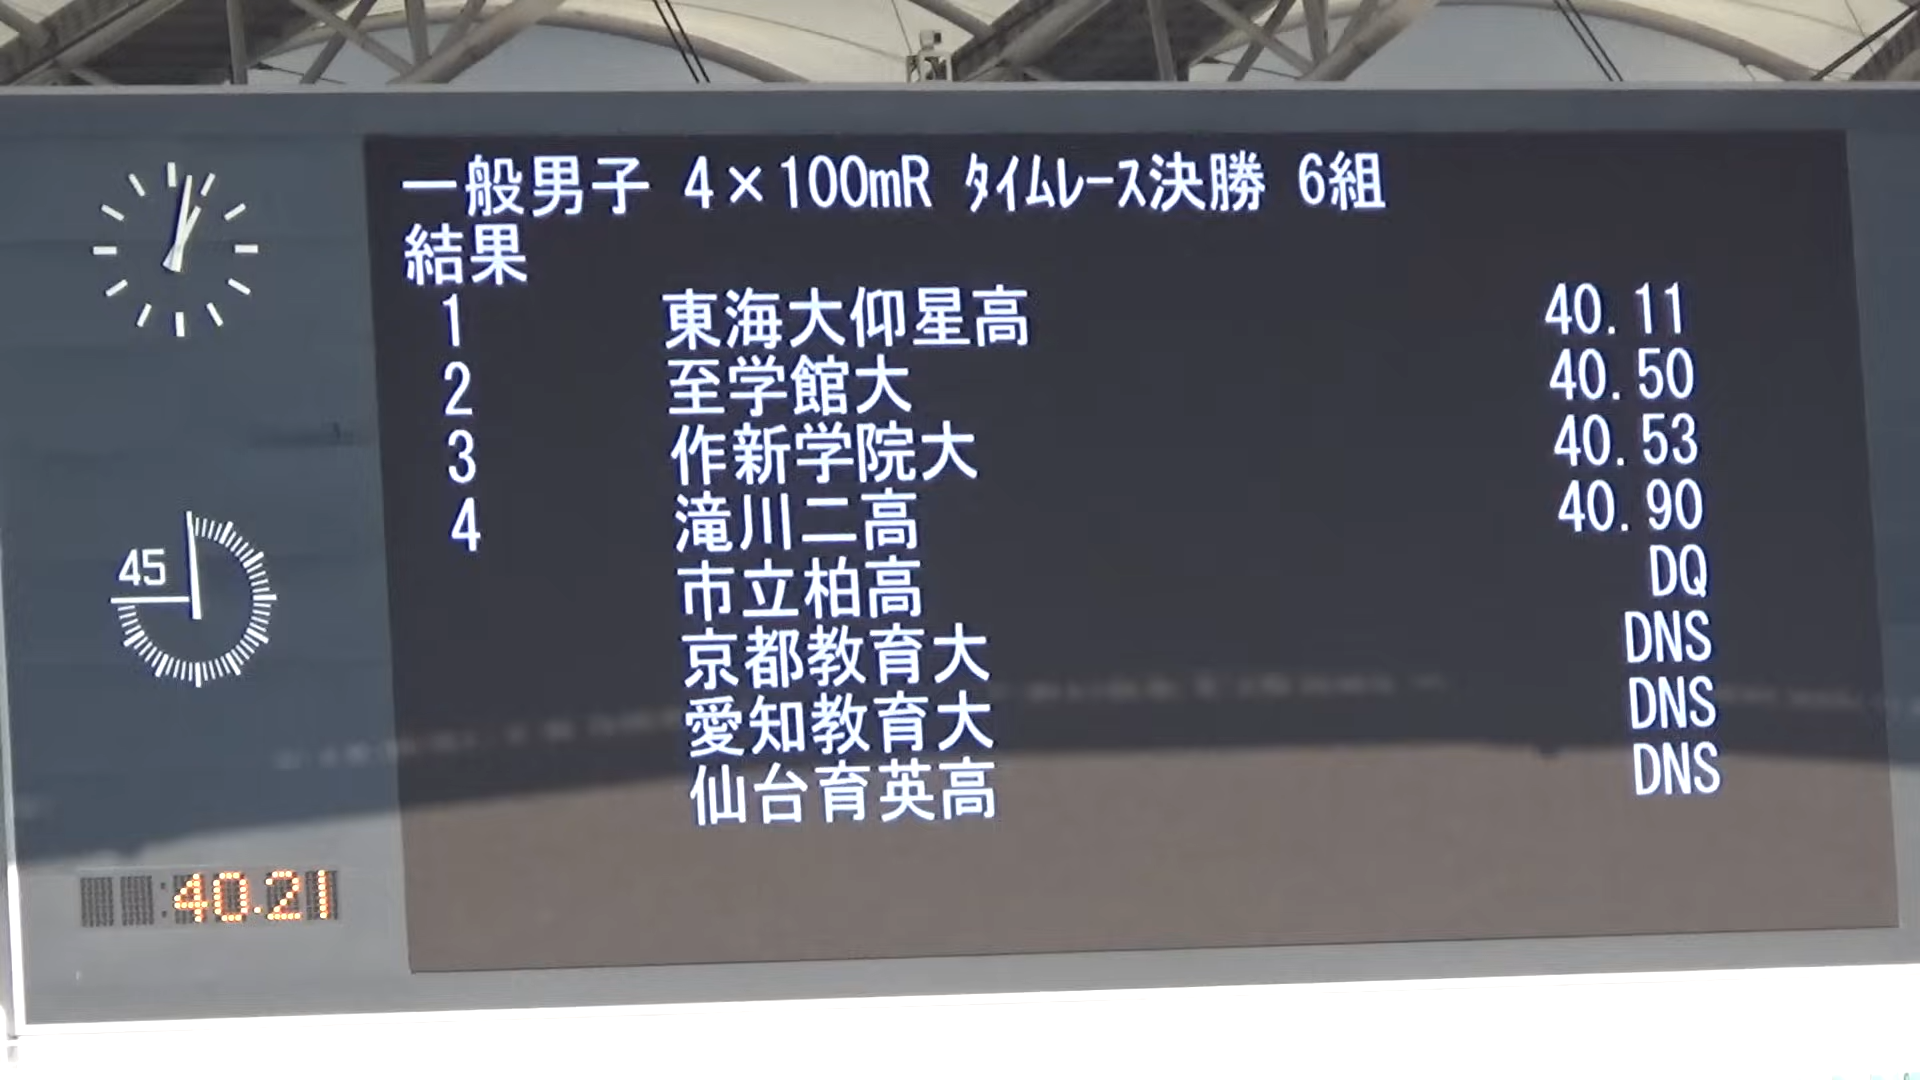 一般男子 4×100mR ﾀｲﾑﾚｰｽ決勝 6組
結果
1 東海大仰星高 40.11
2 至学館大 40.50
3 作新学院大 40.53
4 滝川二高 40.90
市立柏高 DQ
京都教育大 DNS
愛知教育大 DNS
仙台育英高 DNS
45
:40.21